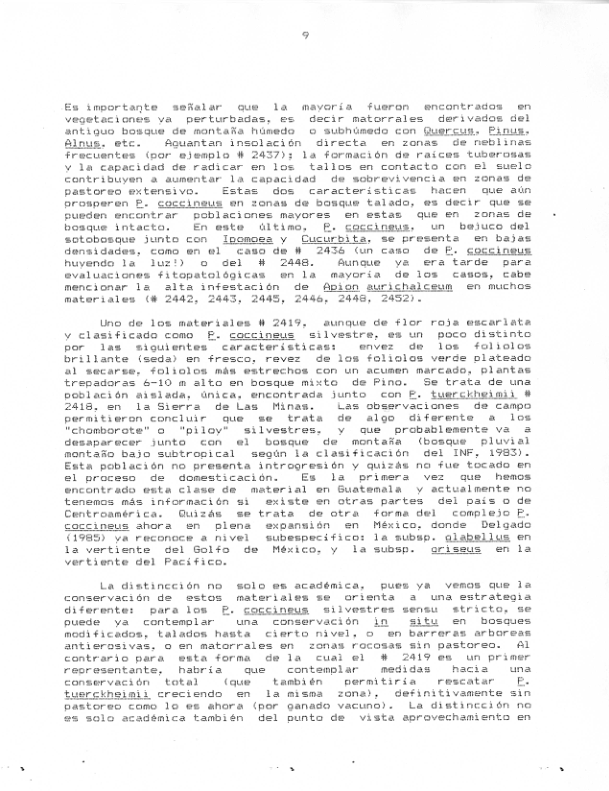 9
Es importante señalar que la mayoría fueron encontrados en
vegetaciones ya perturbadas, es decir matorrales derivados del
antiguo bosque de montaña húmedo o subhúmedo con Quercus, Pinus,
Alnus, etc. Aguantan insolación directa en zonas de neblinas
frecuentes (por ejemplo # 2437); la formación de raíces tuberosas
y la capacidad de radicar en los tallos en contacto con el suelo
contribuyen a aumentar la capacidad de sobrevivencia en zonas de
pastoreo extensivo. Estas dos características hacen que aún
prosperen P. coccineus en zonas de bosque talado, es decir que se
pueden encontrar poblaciones mayores en estas que en zonas de
bosque intacto. En este último, P. coccineus, un bejuco del
sotobosque junto con Ipomoea y Cucurbita, se presenta en bajas
densidades, como en el caso de # 2436 (un caso de P. coccineus
huyendo la luz!) o del # 2448. Aunque ya era tarde para
evaluaciones fitopatológicas en la mayoría de los casos, cabe
mencionar la alta infestación de Apion aurichalceum en muchos
materiales (# 2442, 2443, 2445, 2446, 2448, 2452).
Uno de los materiales # 2419, aunque de flor roja escarlata
y clasificado como P. coccineus silvestre, es un poco distinto
por las siguientes características: envez de los foliolos
brillante (seda) en fresco, revez de los foliolos verde plateado
al secarse, foliolos más estrechos con un acumen marcado, plantas
trepadoras 6-10 m alto en bosque mixto de Pino. Se trata de una
población aislada, única, encontrada junto con P. tuerckheimii #
2418, en la Sierra de Las Minas. Las observaciones de campo
permitieron concluir que se trata de algo diferente a los
"chomborote" o "piloy" silvestres, y que probablemente va a
desaparecer junto con el bosque de montaña (bosque pluvial
montaño bajo subtropical según la clasificación del INF, 1983).
Esta población no presenta introgresión y quizás no fue tocado en
el proceso de domesticación. Es la primera vez que hemos
encontrado esta clase de material en Guatemala y actualmente no
tenemos más información si existe en otras partes del país o de
Centroamérica. Quizás se trata de otra forma del complejo P.
coccineus ahora en plena expansión en México, donde Delgado
(1985) ya reconoce a nivel subespecífico: la subsp. glabellus en
la vertiente del Golfo de México, y la subsp. griseus en la
vertiente del Pacífico.
La distincción no solo es académica, pues ya vemos que la
conservación de estos materiales se orienta a una estrategia
diferente: para los P. coccineus silvestres sensu stricto, se
puede ya contemplar una conservación in situ en bosques
modificados, talados hasta cierto nivel, o en barreras arboreas
antierosivas, o en matorrales en zonas rocosas sin pastoreo. Al
contrario para esta forma de la cual el # 2419 es un primer
representante, habría que contemplar medidas hacia una
conservación total (que también permitiría rescatar P.
tuerckheimii creciendo en la misma zona), definitivamente sin
pastoreo como lo es ahora (por ganado vacuno). La distincción no
es solo académica también del punto de vista aprovechamiento en